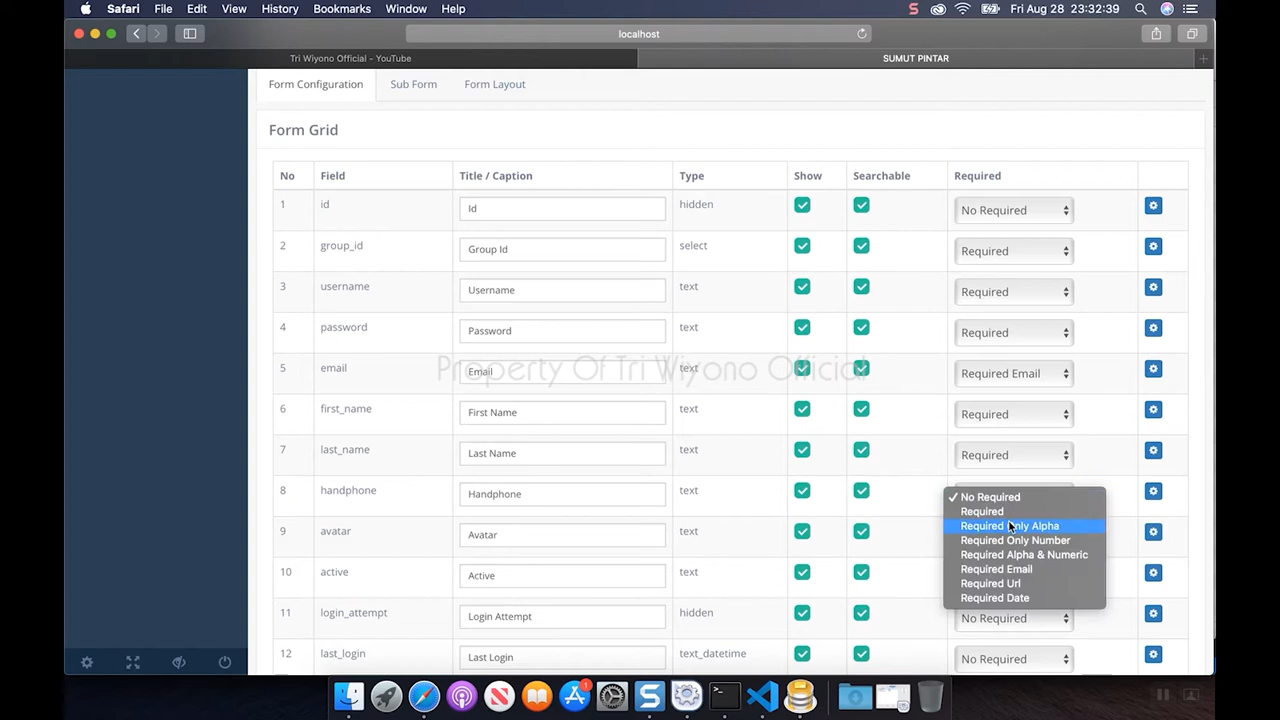 Safari File Edit View History Bookmarks Window Help Fri Aug 28 23:32:39
localhost
Tri Wiyono Official - YouTube SUMUT PINTAR
Form Configuration Sub Form Form Layout
Form Grid
No Field Title / Caption Type Show Searchable Required
1 id Id hidden No Required
2 group_id Group Id select Required
3 username Username text Required
4 password Password text Required
Property Of Tri Wiyono Official
5 email Email text Required Email
6 first_name First Name text Required
7 last_name Last Name text Required
8 handphone Handphone text
No Required
Required
Required Only Alpha
Required Only Number
Required Alpha & Numeric
Required Email
Required Url
Required Date
9 avatar Avatar text
10 active Active text
11 login_attempt Login Attempt hidden No Required
12 last_login Last Login text_datetime No Required